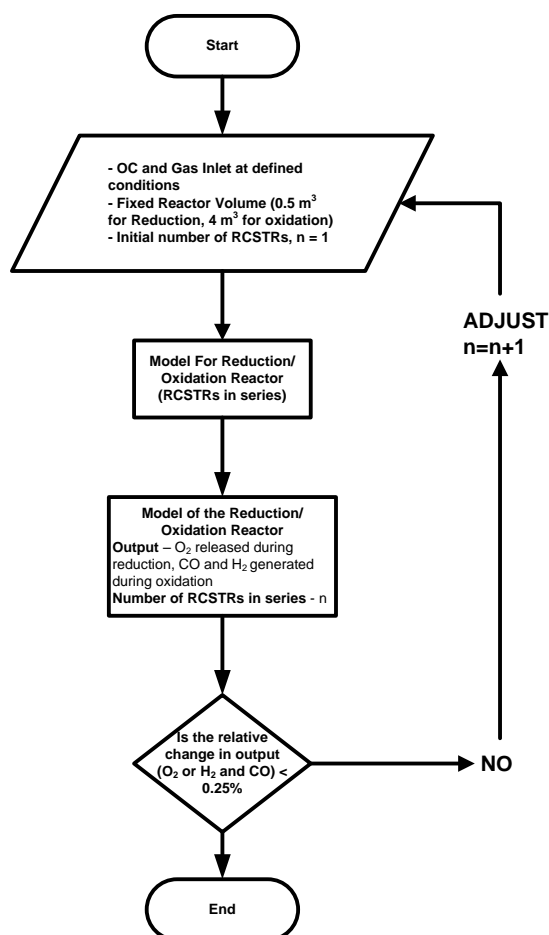 Start
- OC and Gas Inlet at defined
conditions
- Fixed Reactor Volume (0.5 m³
for Reduction, 4 m³ for oxidation)
- Initial number of RCSTRs, n = 1
ADJUST
n=n+1
Model For Reduction/
Oxidation Reactor
(RCSTRs in series)
Model of the Reduction/
Oxidation Reactor
Output – O₂ released during
reduction, CO and H₂ generated
during oxidation
Number of RCSTRs in series - n
Is the relative
change in output
(O₂ or H₂ and CO) <
0.25%
NO
End